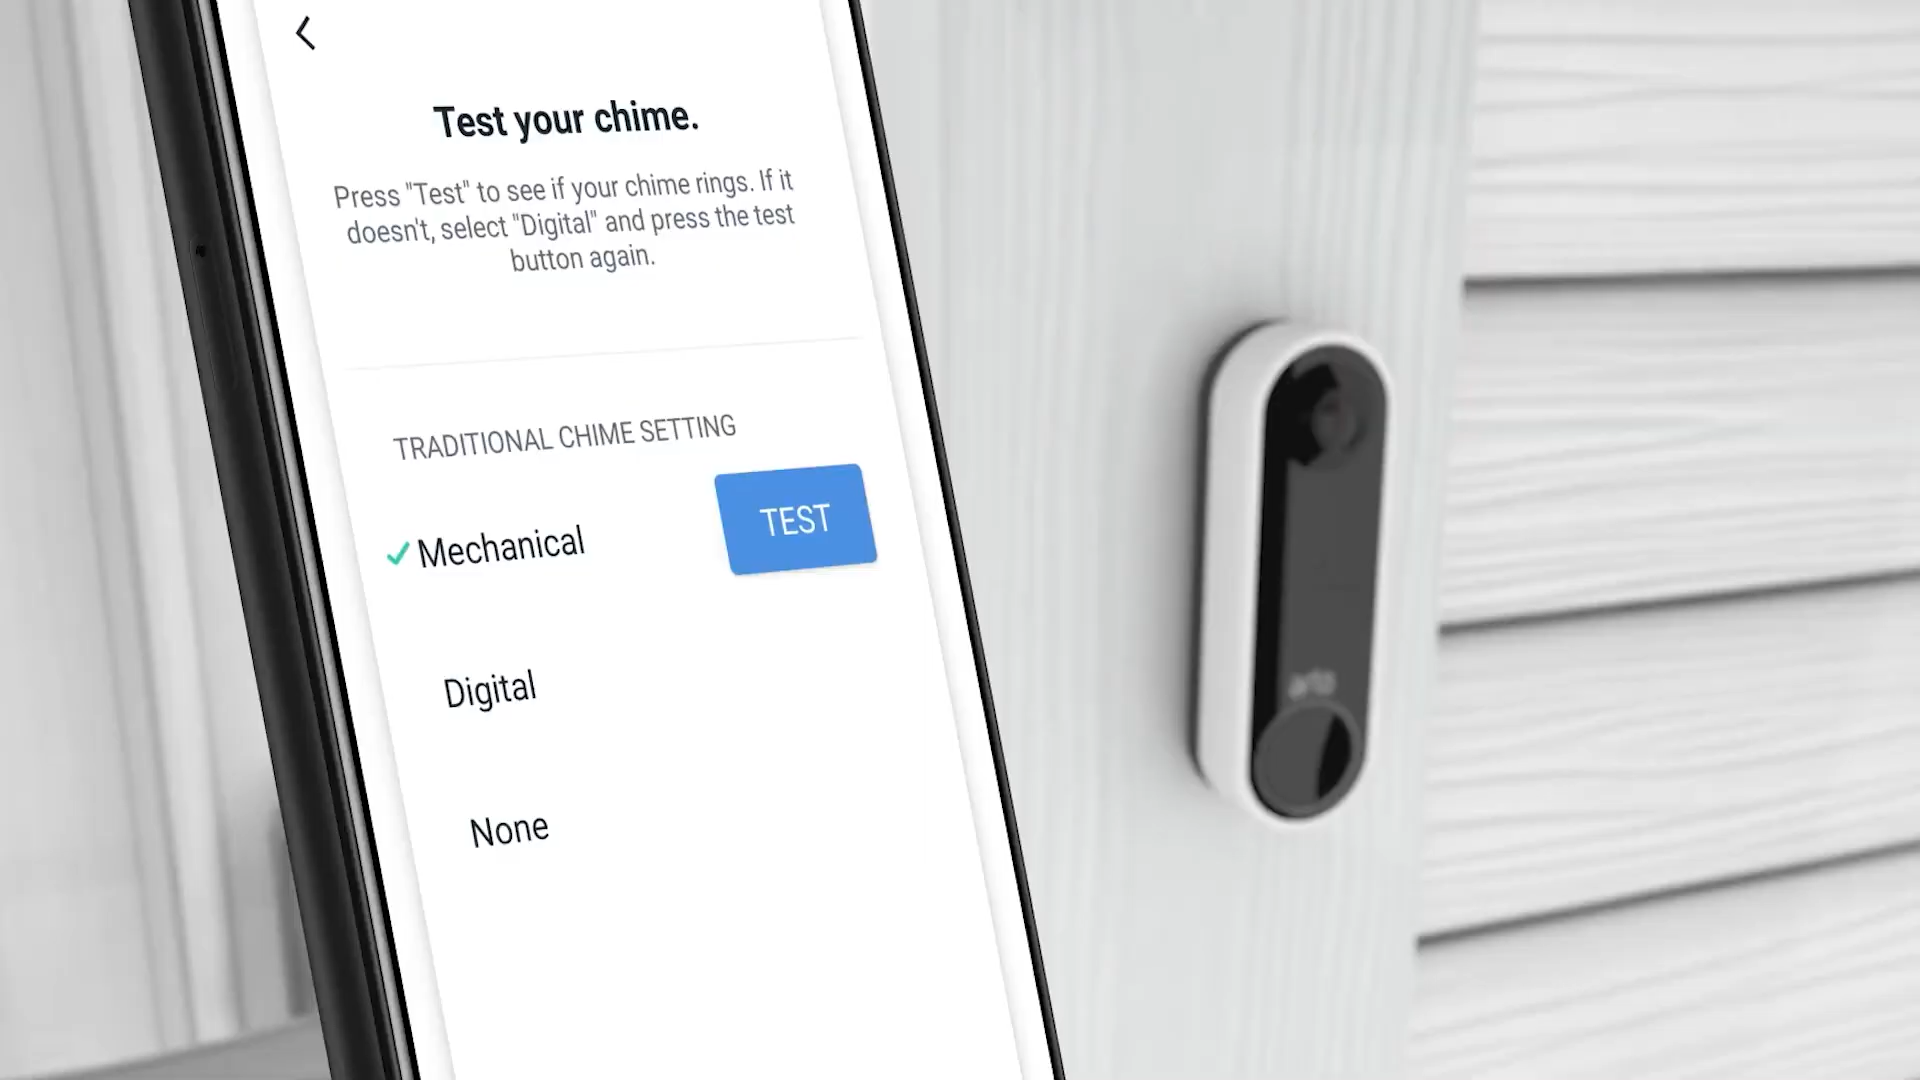 Test your chime.
Press "Test" to see if your chime rings. If it
doesn't, select "Digital" and press the test
button again.
TRADITIONAL CHIME SETTING
Mechanical
TEST
Digital
None
arlo